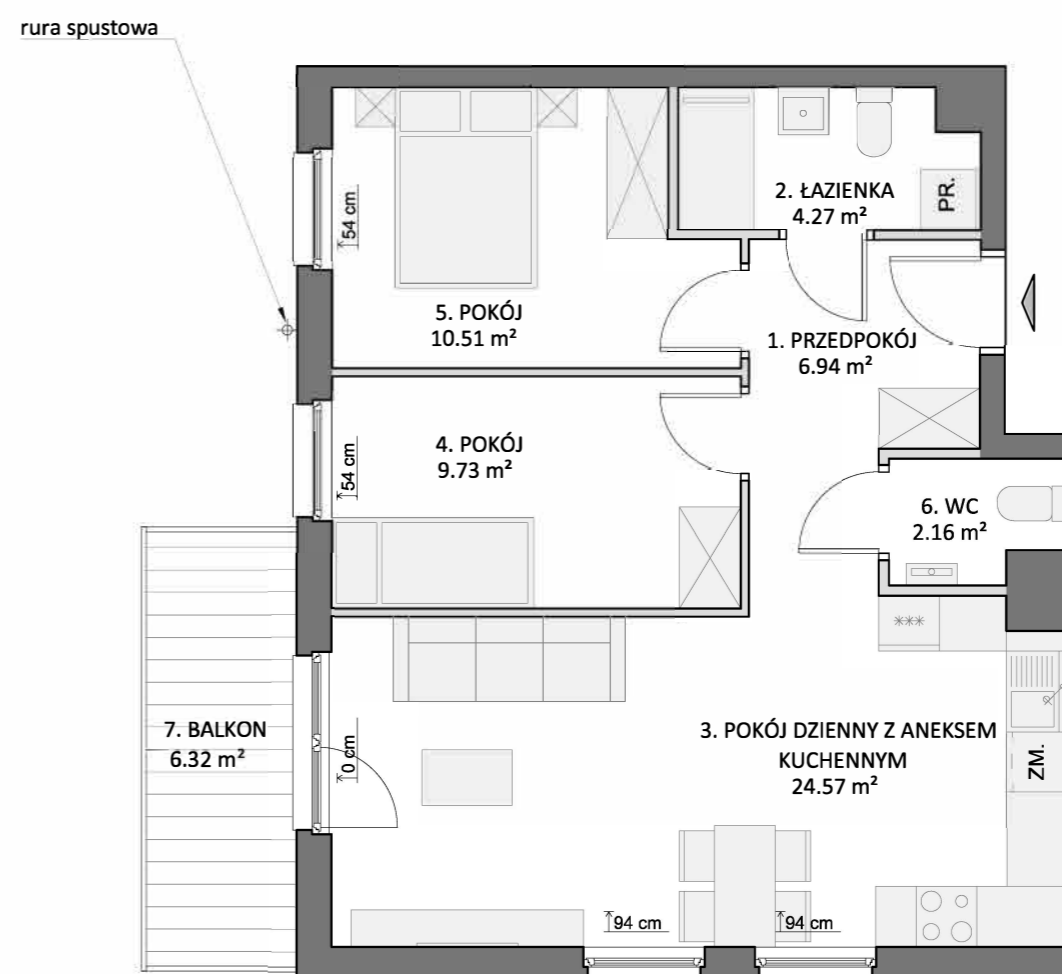 rura spustowa
2. ŁAZIENKA
4.27 m²
PR.
54 cm
5. POKÓJ
10.51 m²
1. PRZEDPOKÓJ
6.94 m²
4. POKÓJ
9.73 m²
54 cm
6. WC
2.16 m²
***
7. BALKON
6.32 m²
0 cm
3. POKÓJ DZIENNY Z ANEKSEM
KUCHENNYM
24.57 m²
ZM.
94 cm
94 cm